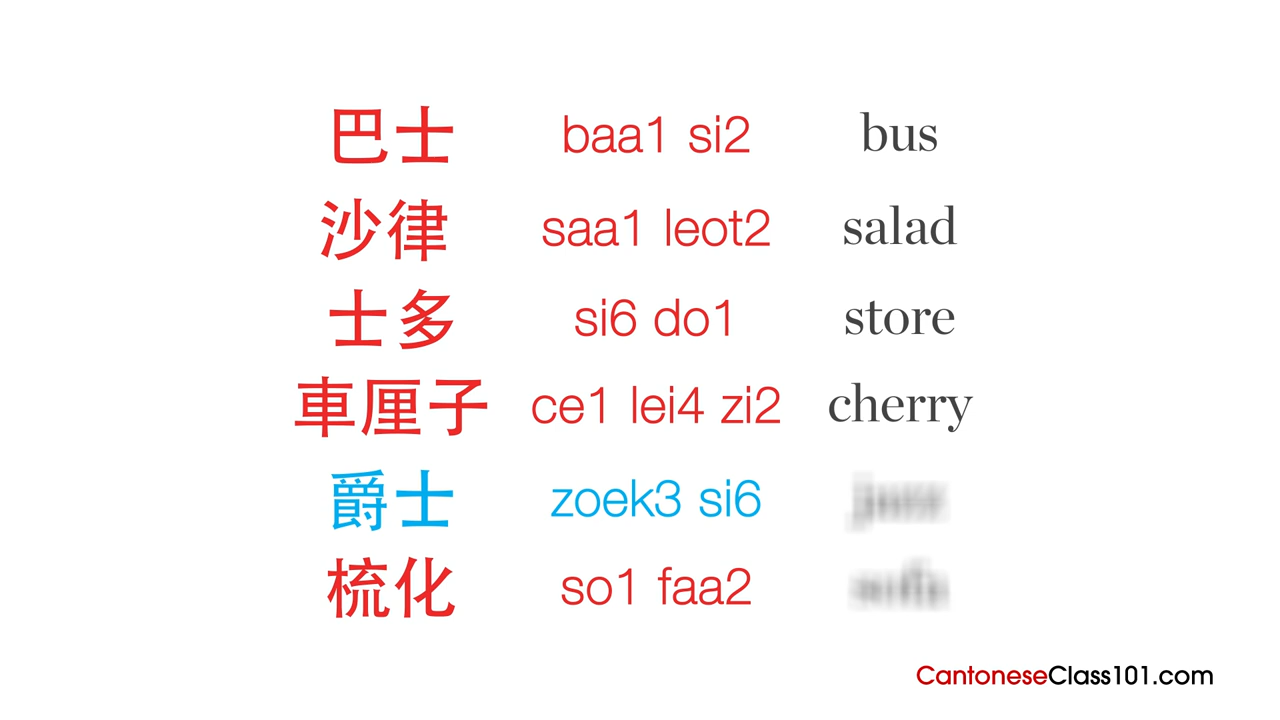 巴士 baa1 si2 bus
沙律 saa1 leot2 salad
士多 si6 do1 store
車厘子 ce1 lei4 zi2 cherry
爵士 zoek3 si6
梳化 so1 faa2
CantoneseClass101.com